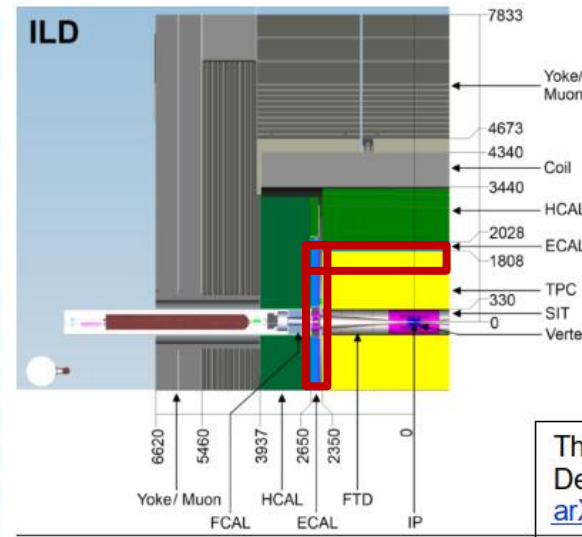 ILD
7833
Yoke/
Muon
4673
4340
Coil
3440
HCAL
2028
ECAL
1808
TPC
330
SIT
0
Verte
6620
5460
3937
2650
2350
0
Yoke/ Muon
HCAL
FTD
FCAL
ECAL
IP
Th
De
arX